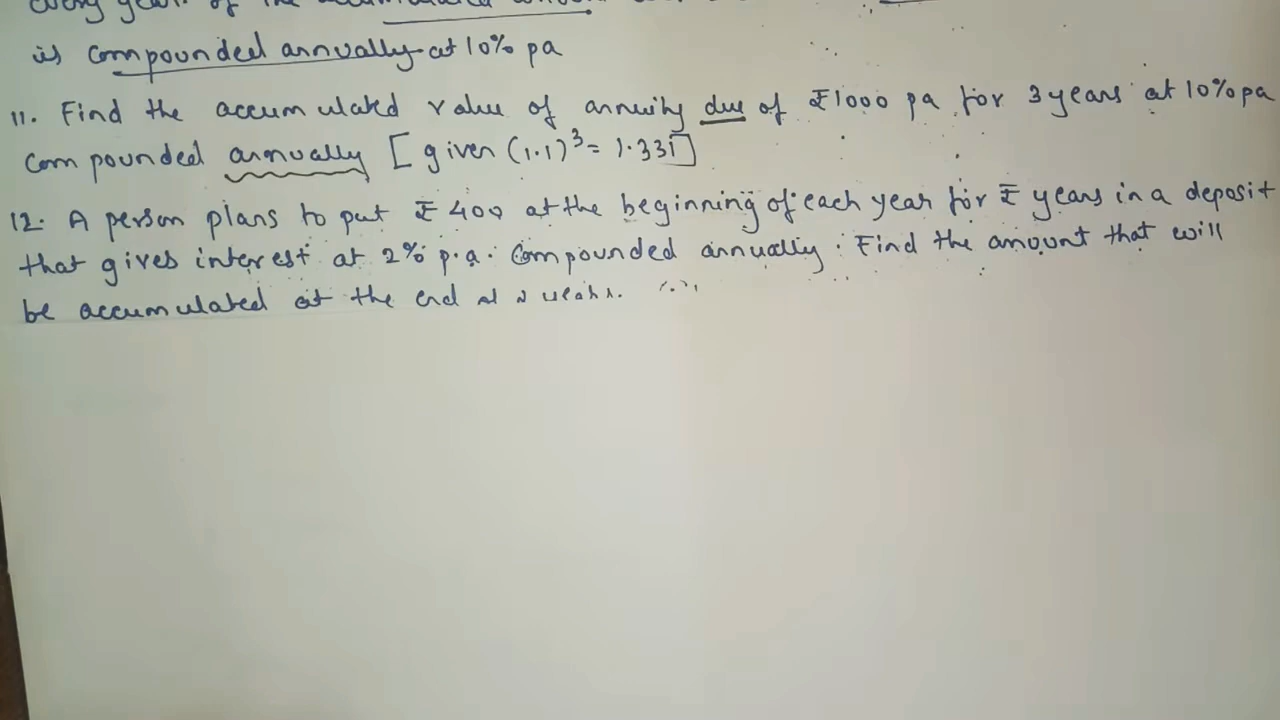 is compounded annually at 10% pa
11. Find the accumulated value of annuity due of ₹1000 pa for 3 years at 10% pa
compounded annually [given (1.1)³ = 1.331]
12. A person plans to put ₹ 400 at the beginning of each year for ₹ years in a deposit
that gives interest at 2% p.a. compounded annually. Find the amount that will
be accumulated at the end